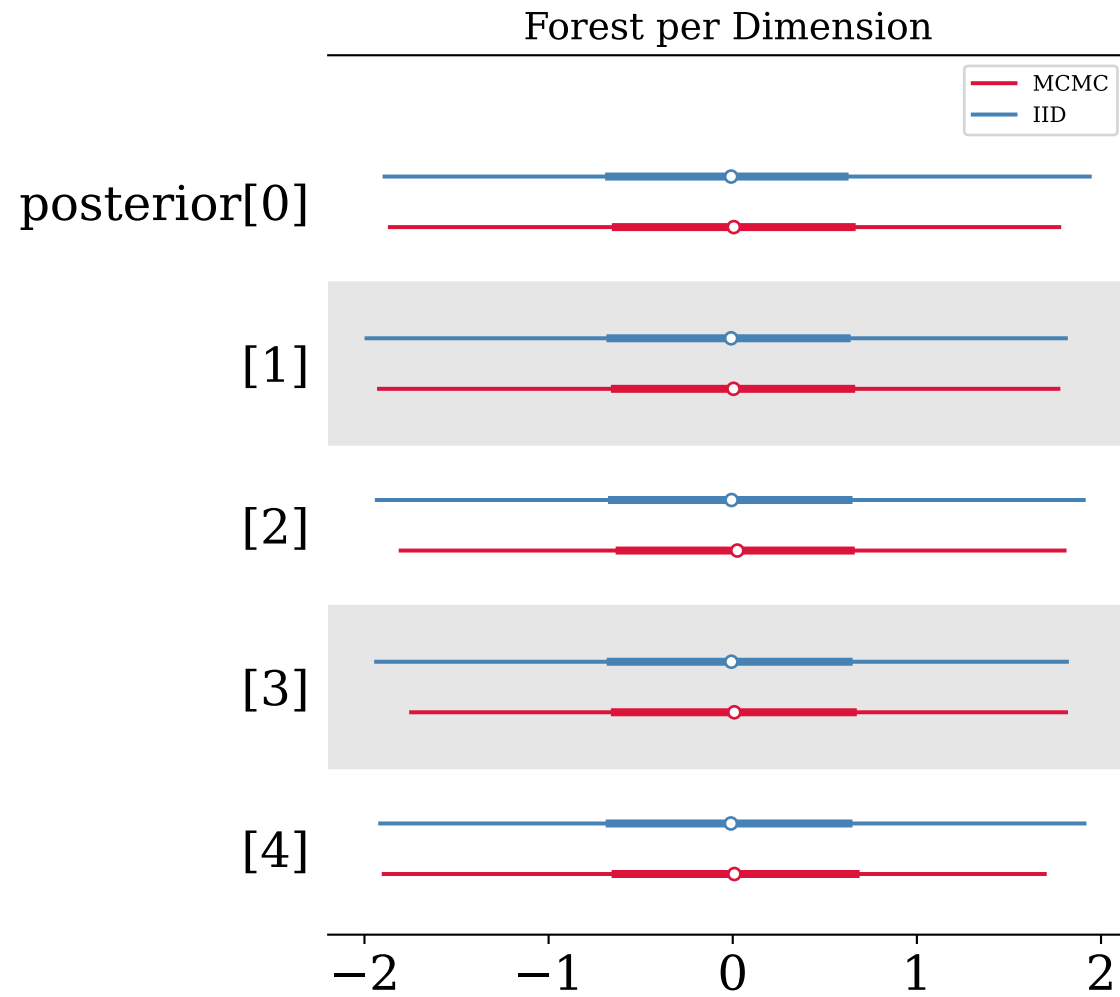 Forest per Dimension
MCMC
IID
posterior[0]
[1]
[2]
[3]
[4]
−2 −1 0 1 2